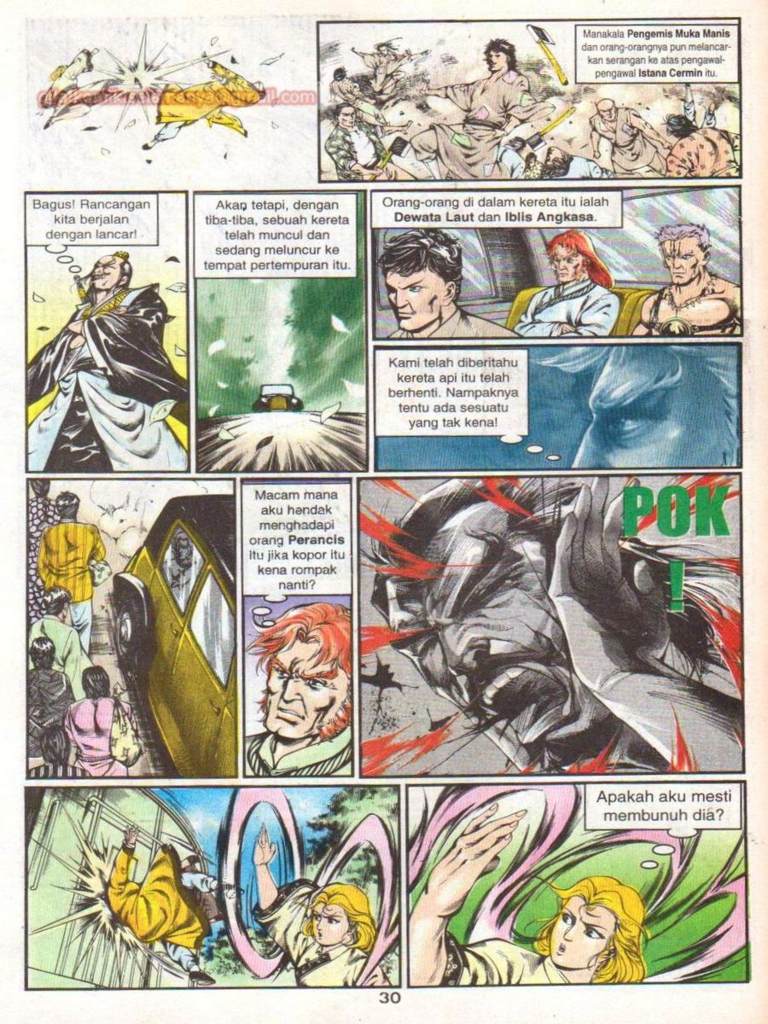 Manakala Pengemis Muka Manis
dan orang-orangnya pun melancar-
kan serangan ke atas pengawal-
pengawal Istana Cermin itu.
Bagus! Rancangan
kita berjalan
dengan lancar!
Akan tetapi, dengan
tiba-tiba, sebuah kereta
telah muncul dan
sedang meluncur ke
tempat pertempuran itu.
Orang-orang di dalam kereta itu ialah
Dewata Laut dan Iblis Angkasa.
Kami telah diberitahu
kereta api itu telah
berhenti. Nampaknya
tentu ada sesuatu
yang tak kena!
Macam mana
aku hendak
menghadapi
orang Perancis
itu jika kopor itu
kena rompak
nanti?
POK
!
Apakah aku mesti
membunuh dia?
30